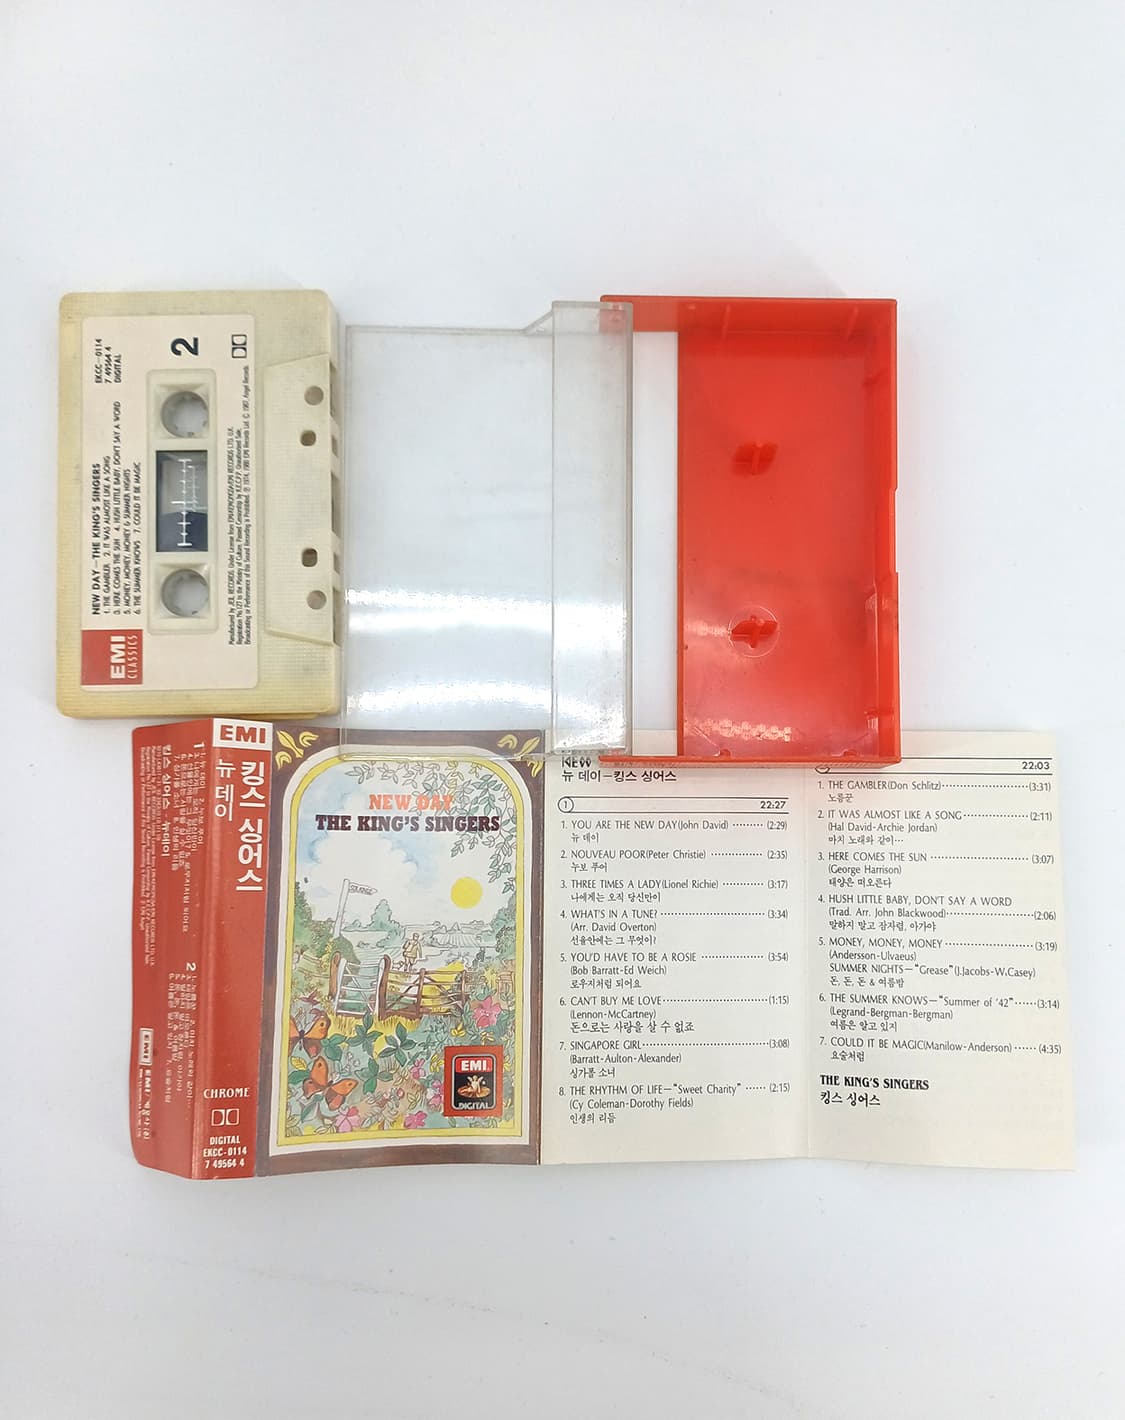 EKCC-0114
7 49564 4
DIGITAL
2
NEW DAY—THE KING'S SINGERS
1. THE GAMBLER 2. IT WAS ALMOST LIKE A SONG
3. HERE COMES THE SUN 4. HUSH LITTLE BABY, DON'T SAY A WORD
5. MONEY, MONEY, MONEY & SUMMER NIGHTS
6. THE SUMMER KNOWS 7. COULD IT BE MAGIC
EMI
CLASSICS
EMI
킹스 싱어스
뉴 데이
CHROME
DIGITAL
EKCC-0114
7 49564 4
킹스 싱어스 - 뉴데이
NEW DAY
THE KING'S SINGERS
EMI
DIGITAL
뉴 데이—킹스 싱어스
1 22:27
1. YOU ARE THE NEW DAY(John David) ············ (2:29)
뉴 데이
2. NOUVEAU POOR(Peter Christie) ············ (2:35)
누보 푸어
3. THREE TIMES A LADY(Lionel Richie) ··········· (3:17)
나에게는 오직 당신만이
4. WHAT'S IN A TUNE? ··························· (3:34)
(Arr. David Overton)
선율안에는 그 무엇이?
5. YOU'D HAVE TO BE A ROSIE ················ (3:54)
(Bob Barratt-Ed Weich)
로우지처럼 되어요
6. CAN'T BUY ME LOVE··························(1:15)
(Lennon-McCartney)
돈으로는 사랑을 살 수 없죠
7. SINGAPORE GIRL······························(3:08)
(Barratt-Aulton-Alexander)
싱가폴 소녀
8. THE RHYTHM OF LIFE—"Sweet Charity" ······ (2:15)
(Cy Coleman-Dorothy Fields)
인생의 리듬
22:03
1. THE GAMBLER(Don Schlitz)························(3:31)
노름꾼
2. IT WAS ALMOST LIKE A SONG···············(2:11)
(Hal David-Archie Jordan)
마치 노래와 같이…
3. HERE COMES THE SUN ·························· (3:07)
(George Harrison)
태양은 떠오른다
4. HUSH LITTLE BABY, DON'T SAY A WORD
(Trad. Arr. John Blackwood)·····················(2:06)
말하지 말고 잠자렴, 아가야
5. MONEY, MONEY, MONEY ······················(3:19)
(Andersson-Ulvaeus)
SUMMER NIGHTS—"Grease"(J.Jacobs-W.Casey)
돈, 돈, 돈 & 여름밤
6. THE SUMMER KNOWS—"Summer of '42"······(3:14)
(Legrand-Bergman-Bergman)
여름은 알고 있지
7. COULD IT BE MAGIC(Manilow-Anderson) ······ (4:35)
요술처럼
THE KING'S SINGERS
킹스 싱어스